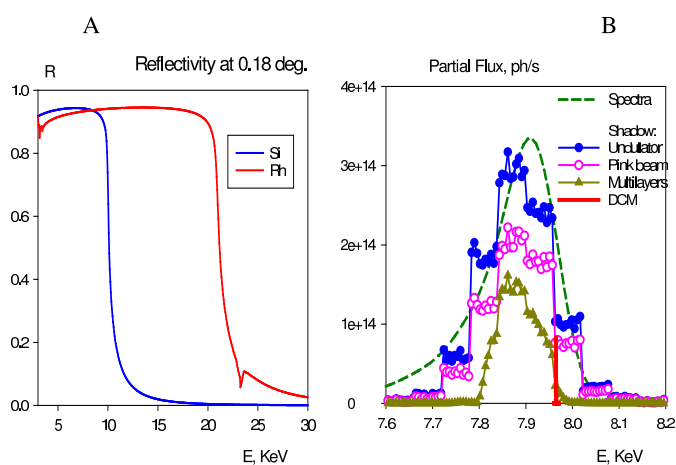 A
B
Reflectivity at 0.18 deg.
R
1.0
0.8
0.6
0.4
0.2
0.0
Si
Rh
5 10 15 20 25 30
E, KeV
Partial Flux, ph/s
4e+14
3e+14
2e+14
1e+14
0
Spectra
Shadow:
Undullator
Pink beam
Multilayers
DCM
7.6 7.7 7.8 7.9 8.0 8.1 8.2
E, KeV